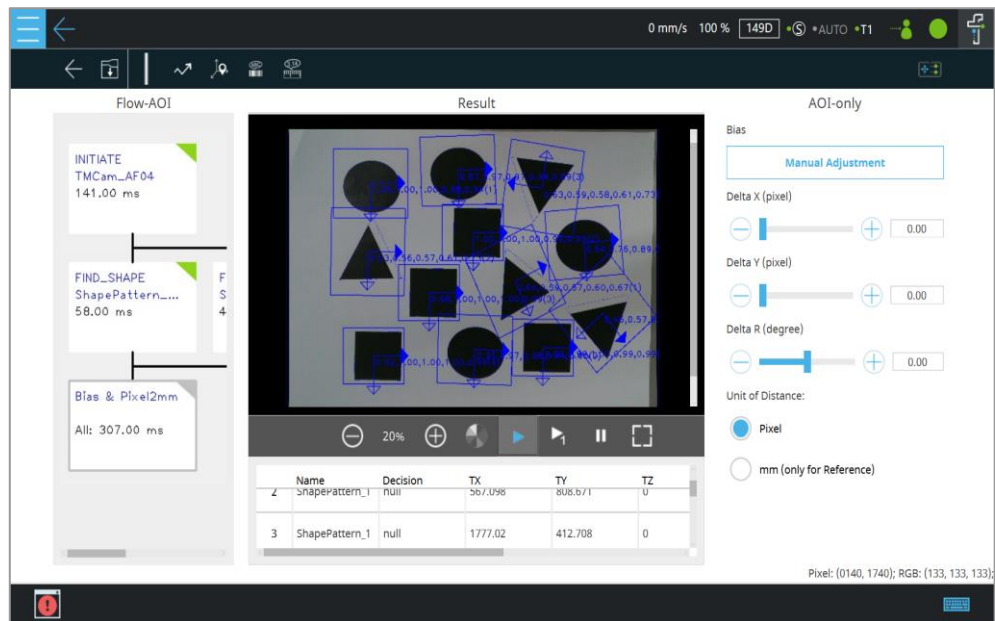 0 mm/s 100 % 149D •Ⓢ •AUTO •T1
Flow-AOI
INITIATE
TMCam_AF04
141.00 ms
FIND_SHAPE
ShapePattern_...
58.00 ms
F
S
4
Bias & Pixel2mm
All: 307.00 ms
Result
20%
Name Decision TX TY TZ
2 ShapePattern_1 null 567.098 808.671 0
3 ShapePattern_1 null 1777.02 412.708 0
AOI-only
Bias
Manual Adjustment
Delta X (pixel)
0.00
Delta Y (pixel)
0.00
Delta R (degree)
0.00
Unit of Distance:
Pixel
mm (only for Reference)
Pixel: (0140, 1740); RGB: (133, 133, 133);